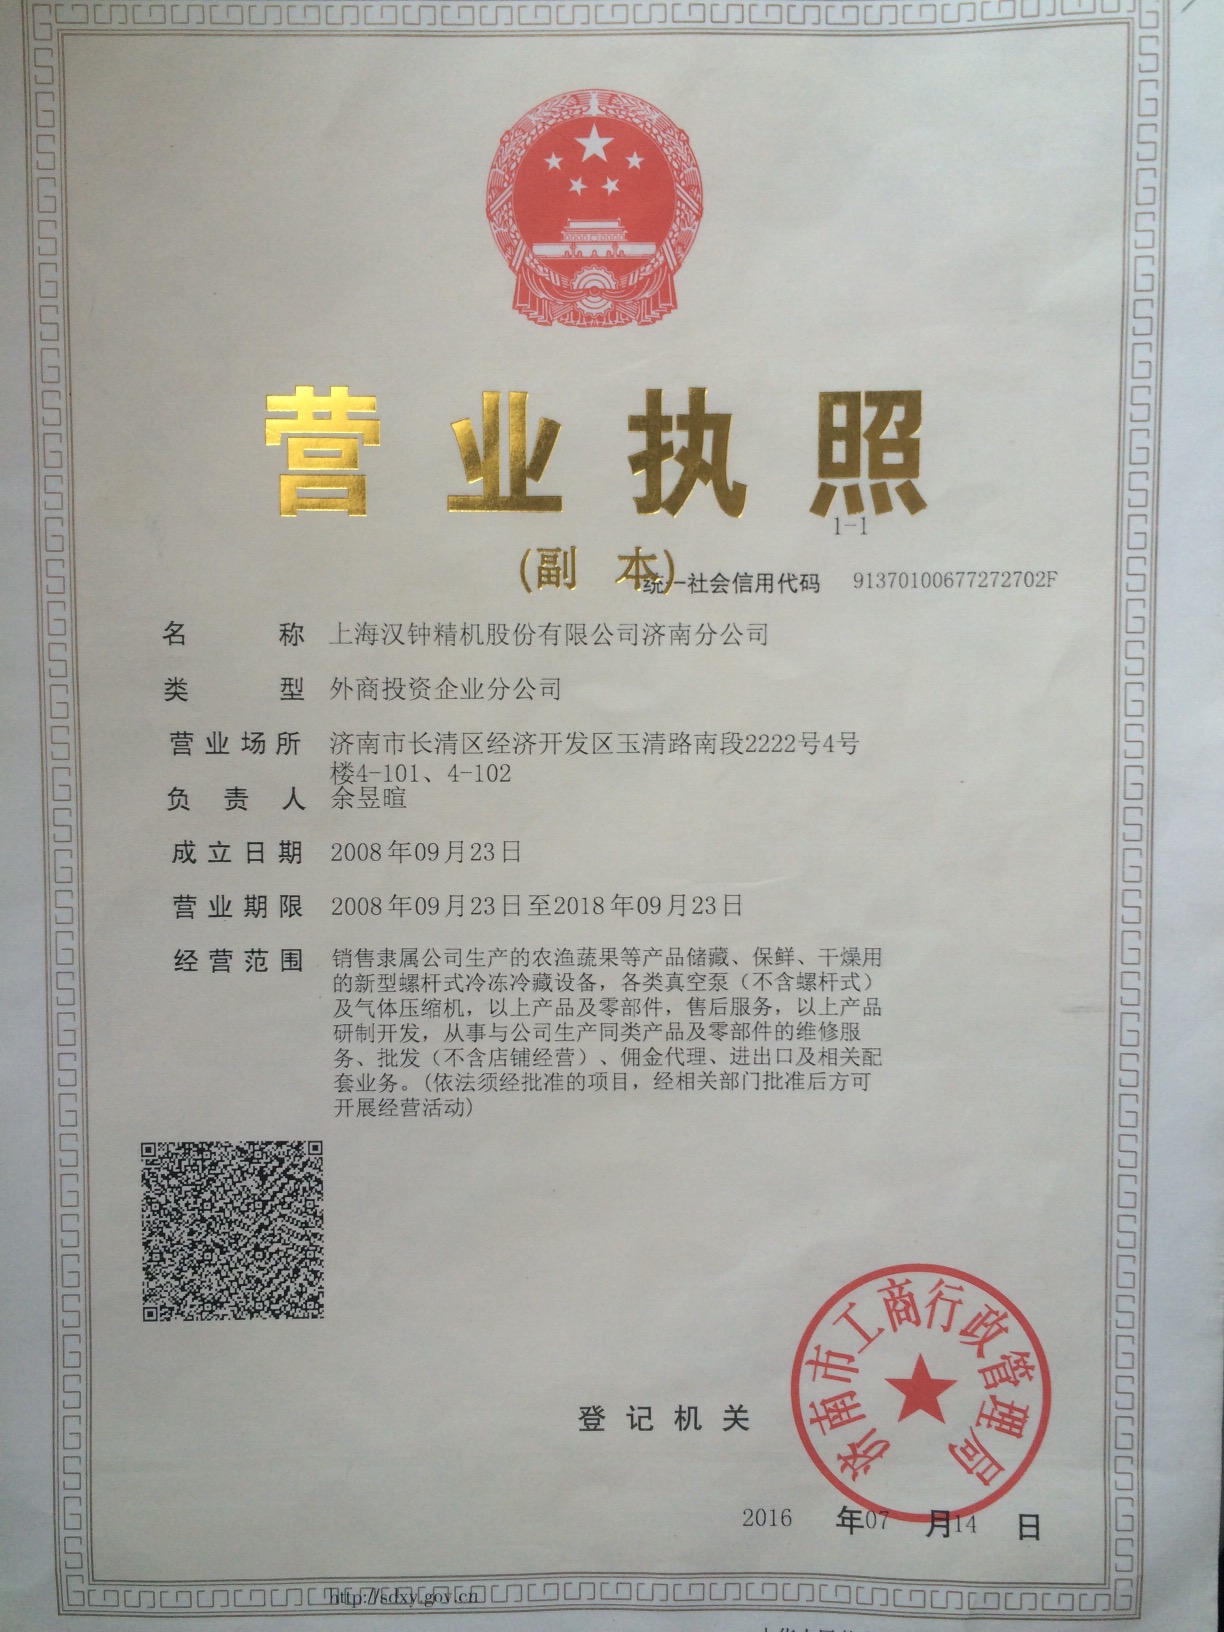 营业执照
1-1
(副 本)
统一社会信用代码 91370100677272702F
名 称 上海汉钟精机股份有限公司济南分公司
类 型 外商投资企业分公司
营业场所 济南市长清区经济开发区玉清路南段2222号4号
楼4-101、4-102
负责人 余昱暄
成立日期 2008年09月23日
营业期限 2008年09月23日至2018年09月23日
经营范围 销售隶属公司生产的农渔蔬果等产品储藏、保鲜、干燥用
的新型螺杆式冷冻冷藏设备，各类真空泵（不含螺杆式）
及气体压缩机，以上产品及零部件，售后服务，以上产品
研制开发，从事与公司生产同类产品及零部件的维修服
务、批发（不含店铺经营）、佣金代理、进出口及相关配
套业务。(依法须经批准的项目，经相关部门批准后方可
开展经营活动)
济南市工商行政管理局
登记机关
2016 年07 月14 日
http://sdxy.gov.cn